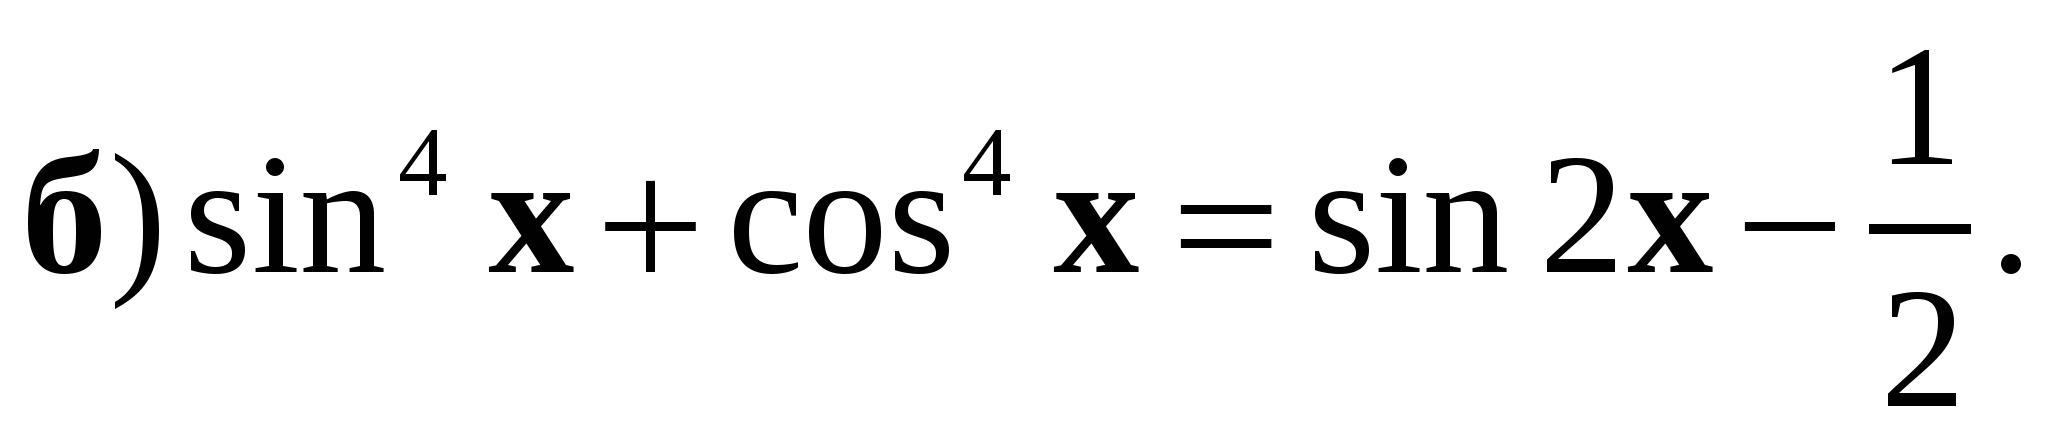 б) sin⁴ x + cos⁴ x = sin 2x − 1/2.